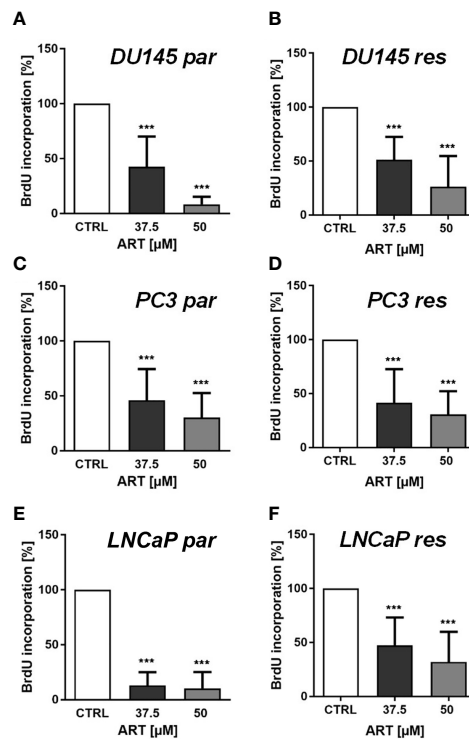 A
DU145 par
BrdU incorporation [%]
150
100
50
0
***
***
CTRL 37.5 50
ART [µM]
B
DU145 res
BrdU incorporation [%]
150
100
50
0
***
***
CTRL 37.5 50
ART [µM]
C
PC3 par
BrdU incorporation [%]
150
100
50
0
***
***
CTRL 37.5 50
ART [µM]
D
PC3 res
BrdU incorporation [%]
150
100
50
0
***
***
CTRL 37.5 50
ART [µM]
E
LNCaP par
BrdU incorporation [%]
150
100
50
0
***
***
CTRL 37.5 50
ART [µM]
F
LNCaP res
BrdU incorporation [%]
150
100
50
0
***
***
CTRL 37.5 50
ART [µM]